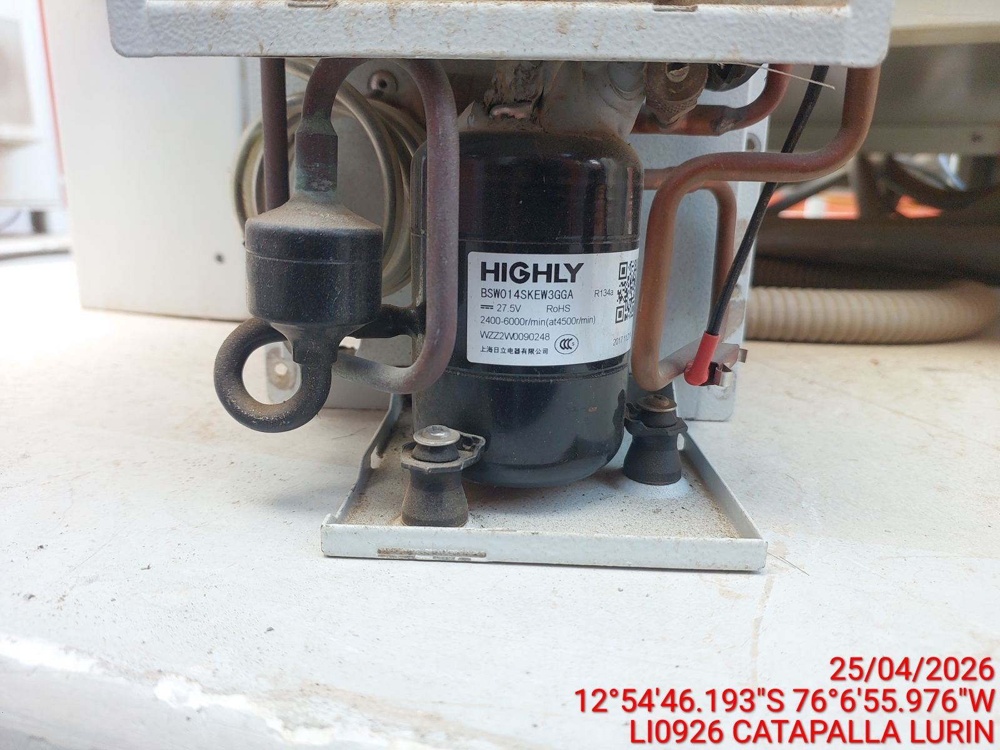 HIGHLY
BSW014SKEW3GGA R134a
27.5V RoHS
2400-6000r/min(at4500r/min)
WZZ2W0090248
上海日立电器有限公司
25/04/2026
12°54'46.193"S 76°6'55.976"W
LI0926 CATAPALLA LURIN